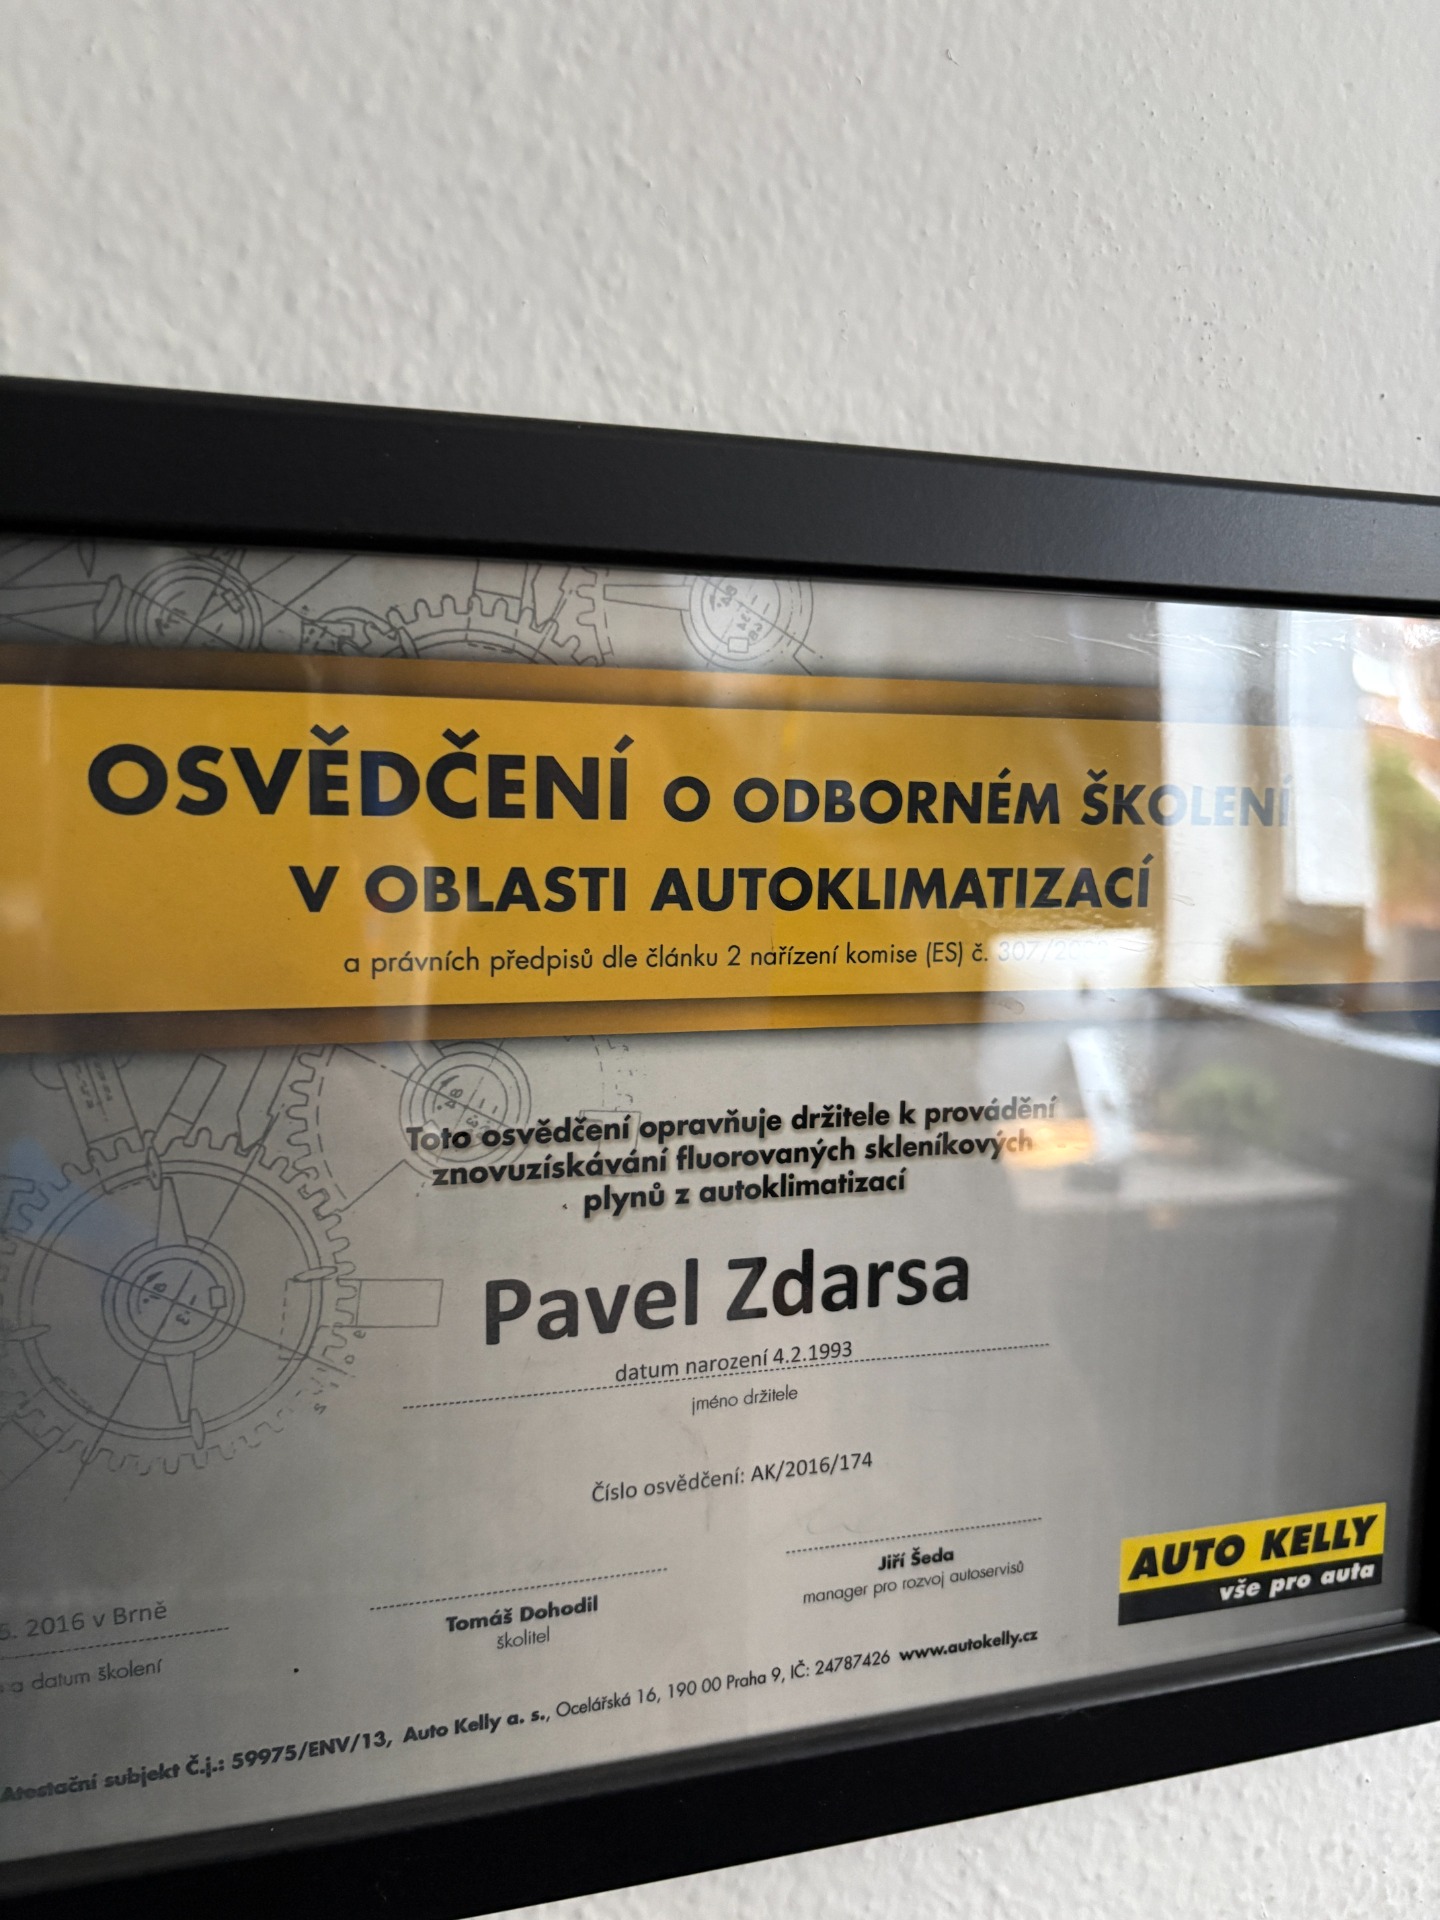 OSVĚDČENÍ O ODBORNÉM ŠKOLENÍ
V OBLASTI AUTOKLIMATIZACÍ
a právních předpisů dle článku 2 nařízení komise (ES) č.
Toto osvědčení opravňuje držitele k provádění
znovuzískávání fluorovaných skleníkových
plynů z autoklimatizací
Pavel Zdarsa
datum narození 4.2.1993
jméno držitele
Číslo osvědčení: AK/2016/174
5. 2016 v Brně
a datum školení
Tomáš Dohodil
školitel
Jiří Šeda
manager pro rozvoj autoservisů
AUTO KELLY
vše pro auta
Atestační subjekt Č.j.: 59975/ENV/13, Auto Kelly a. s., Ocelářská 16, 190 00 Praha 9, IČ: 24787426 www.autokelly.cz